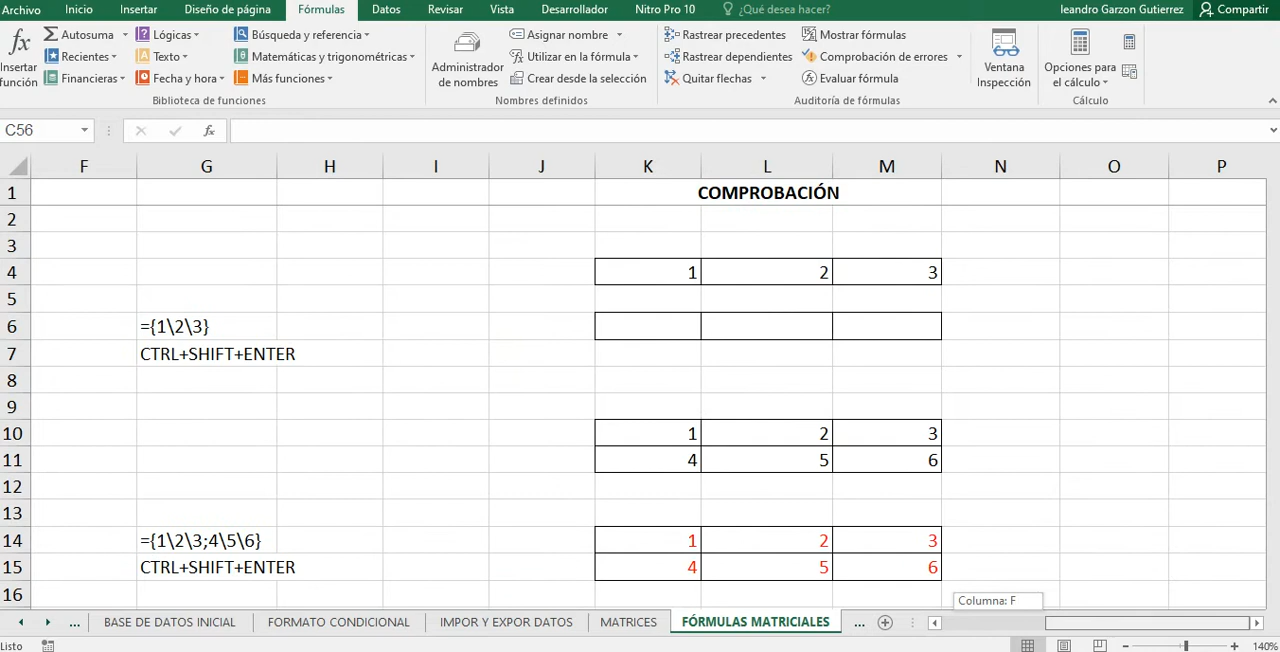 Archivo Inicio Insertar Diseño de página Fórmulas Datos Revisar Vista Desarrollador Nitro Pro 10 ¿Qué desea hacer? leandro Garzon Gutierrez Compartir
fx Σ Autosuma ? Lógicas Búsqueda y referencia Asignar nombre Rastrear precedentes Mostrar fórmulas
Insertar Recientes A Texto Matemáticas y trigonométricas Administrador Utilizar en la fórmula Rastrear dependientes Comprobación de errores Ventana Opciones para
función Financieras Fecha y hora Más funciones de nombres Crear desde la selección Quitar flechas fx Evaluar fórmula Inspección el cálculo
Biblioteca de funciones Nombres definidos Auditoría de fórmulas Cálculo
C56 fx
F G H I J K L M N O P
1 COMPROBACIÓN
2
3
4 1 2 3
5
6 ={1\2\3}
7 CTRL+SHIFT+ENTER
8
9
10 1 2 3
11 4 5 6
12
13
14 ={1\2\3;4\5\6} 1 2 3
15 CTRL+SHIFT+ENTER 4 5 6
16 Columna: F
... BASE DE DATOS INICIAL FORMATO CONDICIONAL IMPOR Y EXPOR DATOS MATRICES FÓRMULAS MATRICIALES ...
Listo 140%